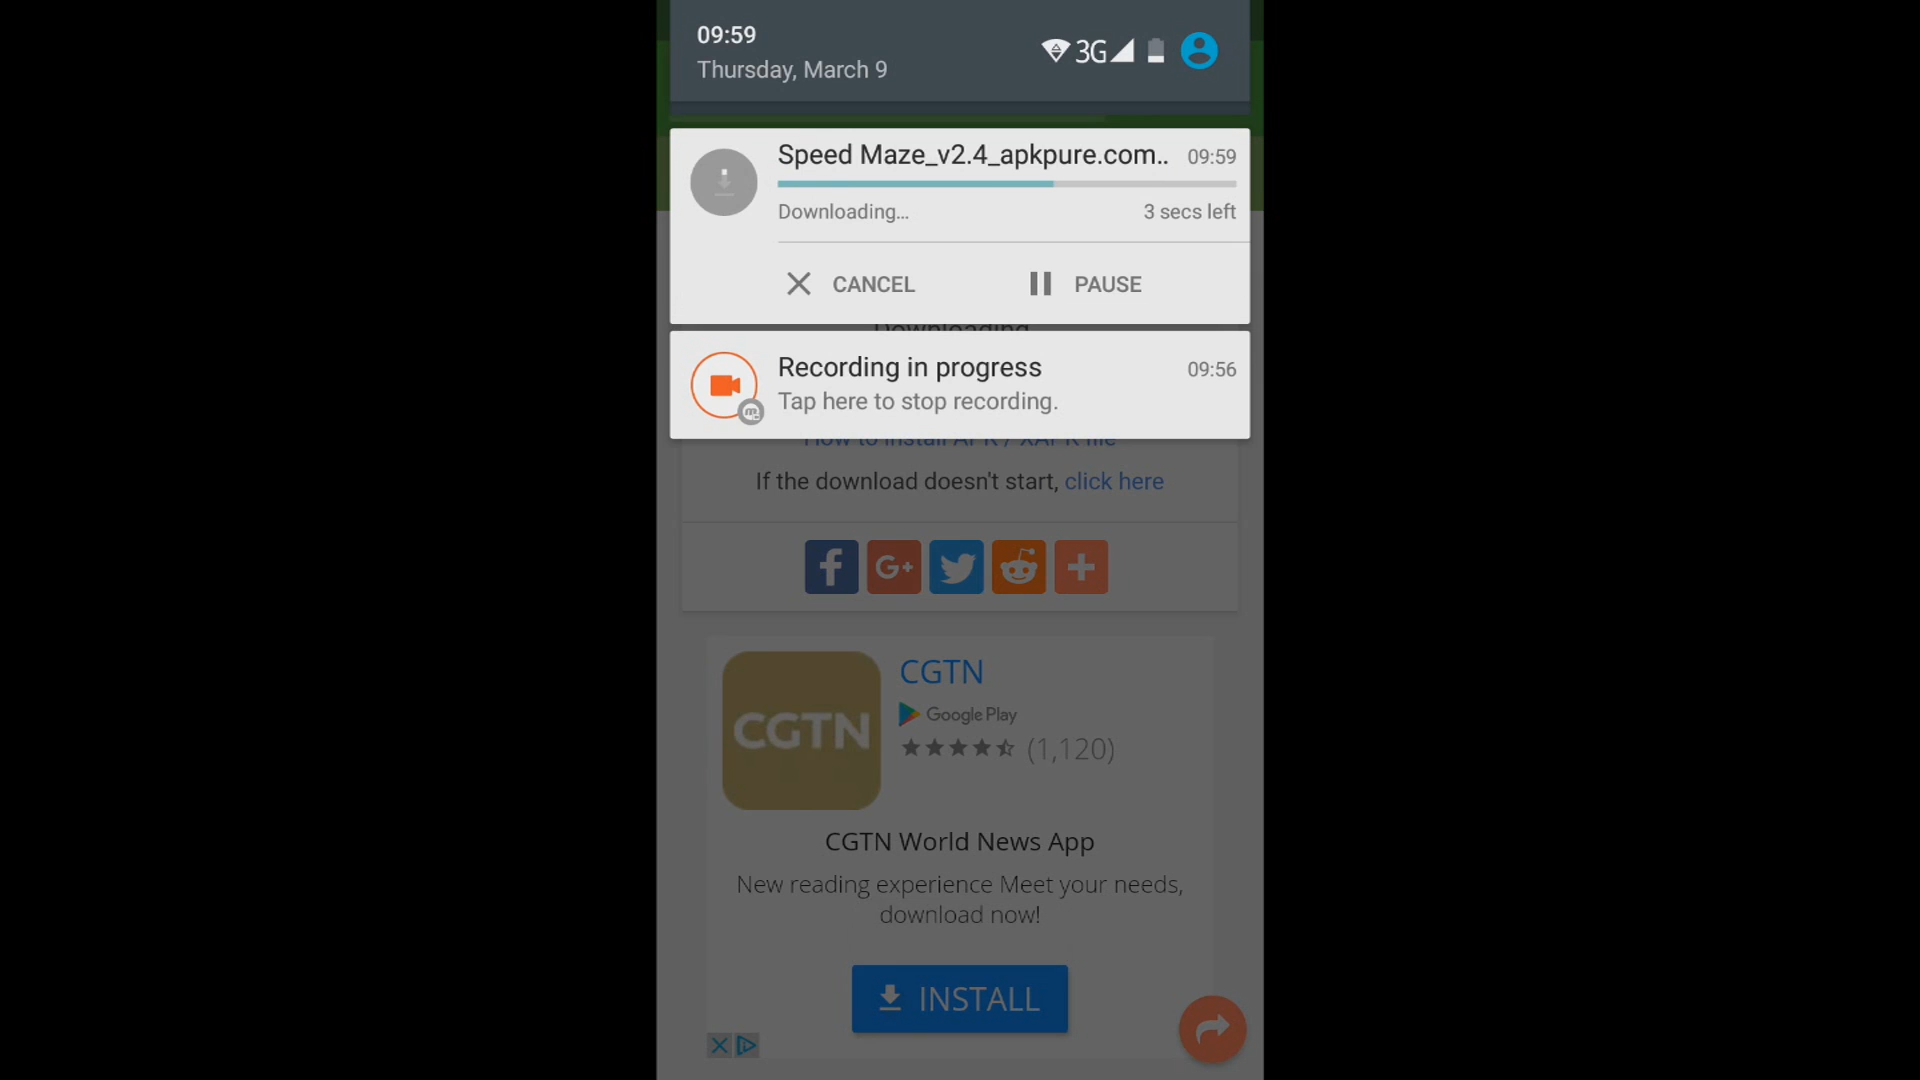 09:59
Thursday, March 9
3G
Speed Maze_v2.4_apkpure.com..
09:59
Downloading...
3 secs left
CANCEL
PAUSE
Downloading
Recording in progress
09:56
Tap here to stop recording.
How to install APK / XAPK file
If the download doesn't start, click here
f
G+
CGTN
CGTN
Google Play
(1,120)
CGTN World News App
New reading experience Meet your needs,
download now!
INSTALL